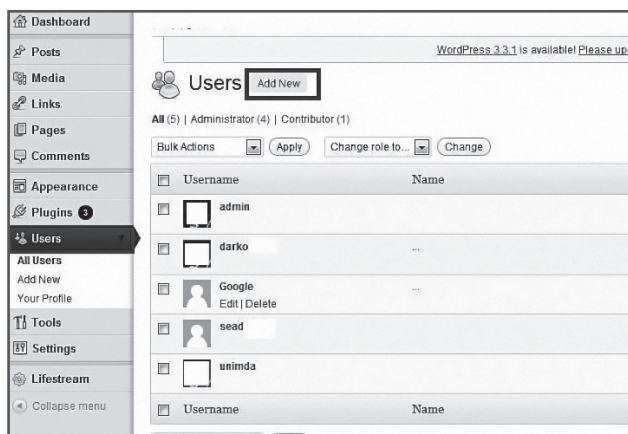 Dashboard
Posts
Media
Links
Pages
Comments
Appearance
Plugins 3
Users
All Users
Add New
Your Profile
Tools
Settings
Lifestream
Collapse menu
WordPress 3.3.1 is available! Please up
Users Add New
All (5) | Administrator (4) | Contributor (1)
Bulk Actions Apply Change role to... Change
Username Name
admin
darko ...
Google ...
Edit | Delete
sead
unimda
Username Name